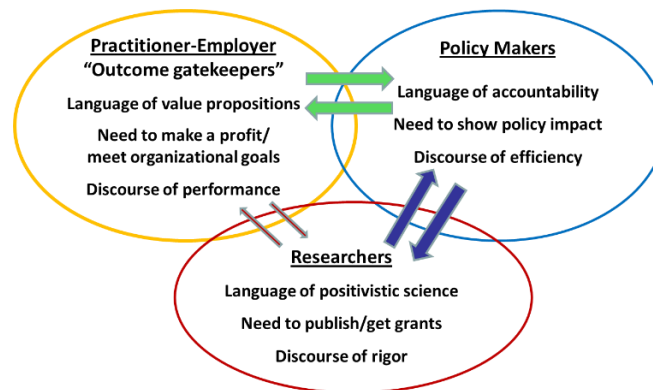 Practitioner-Employer
“Outcome gatekeepers”
Language of value propositions
Need to make a profit/
meet organizational goals
Discourse of performance
Policy Makers
Language of accountability
Need to show policy impact
Discourse of efficiency
Researchers
Language of positivistic science
Need to publish/get grants
Discourse of rigor